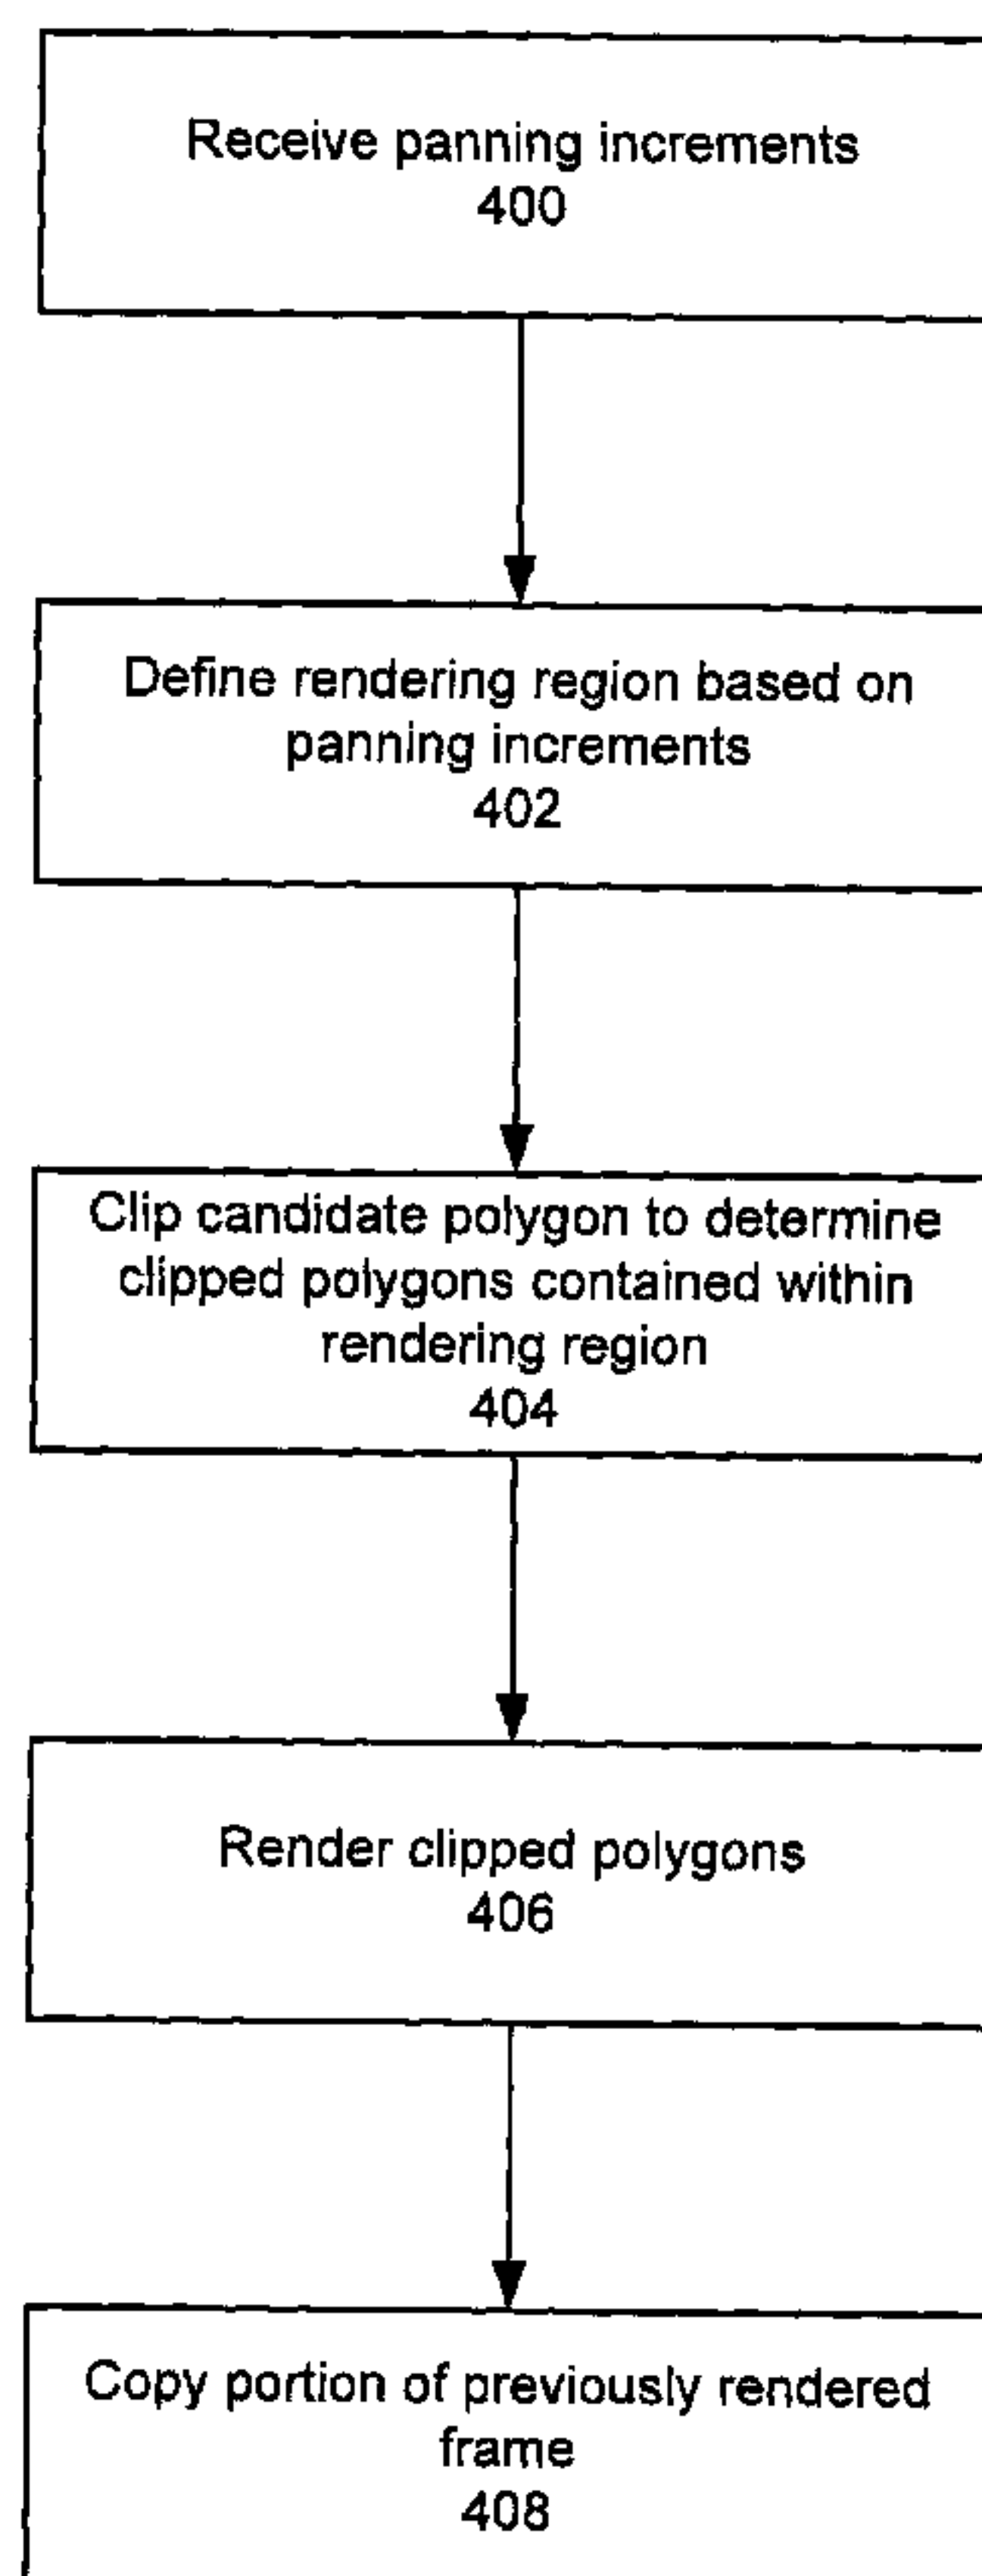 Receive panning increments
400
Define rendering region based on
panning increments
402
Clip candidate polygon to determine
clipped polygons contained within
rendering region
404
Render clipped polygons
406
Copy portion of previously rendered
frame
408